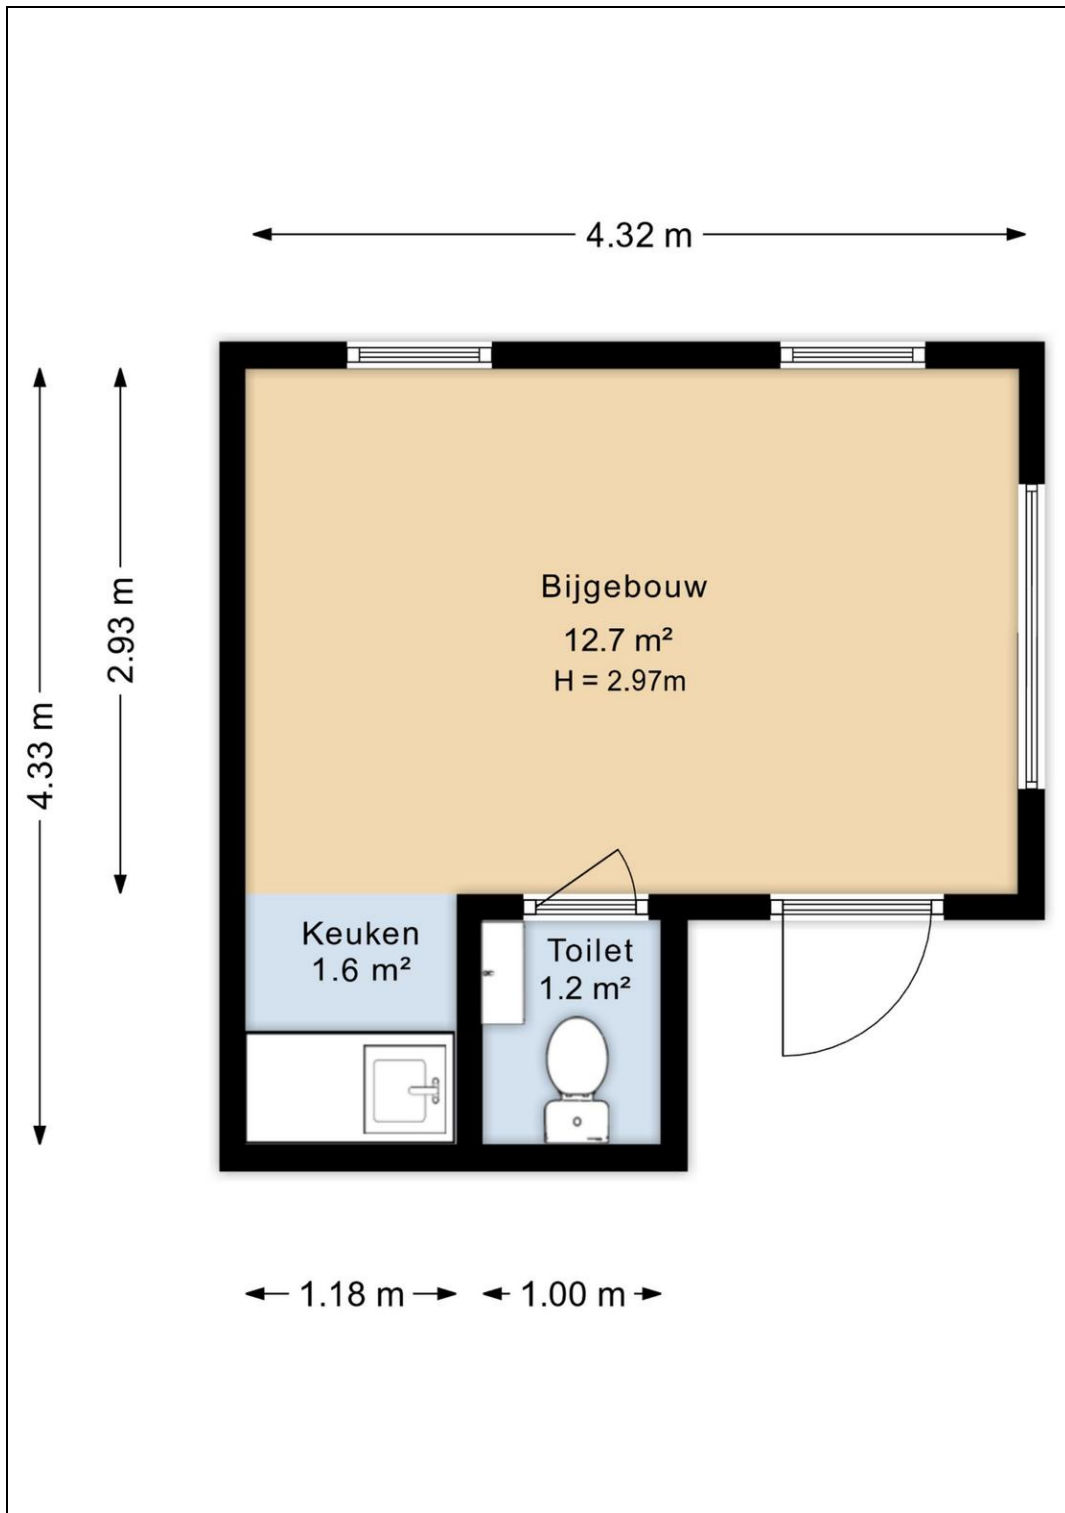 4.32 m
2.93 m
4.33 m
Bijgebouw
12.7 m²
H = 2.97m
Keuken
1.6 m²
Toilet
1.2 m²
1.18 m
1.00 m